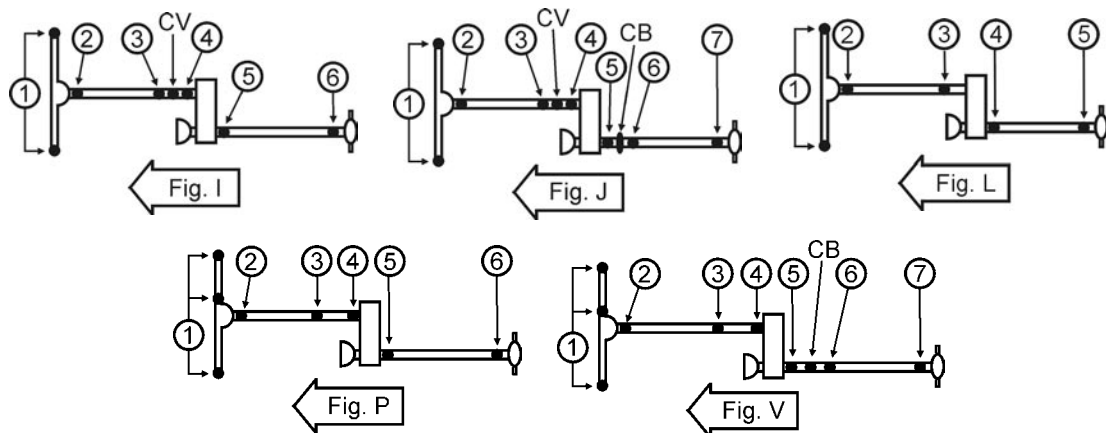 CV
2 3 4
1 5 6
Fig. I
CV
2 3 4 CB 7
1 5 6
Fig. J
2 3 4 5
1
Fig. L
2 3 4 5 6
1
Fig. P
CB
2 3 4 5 6 7
1
Fig. V